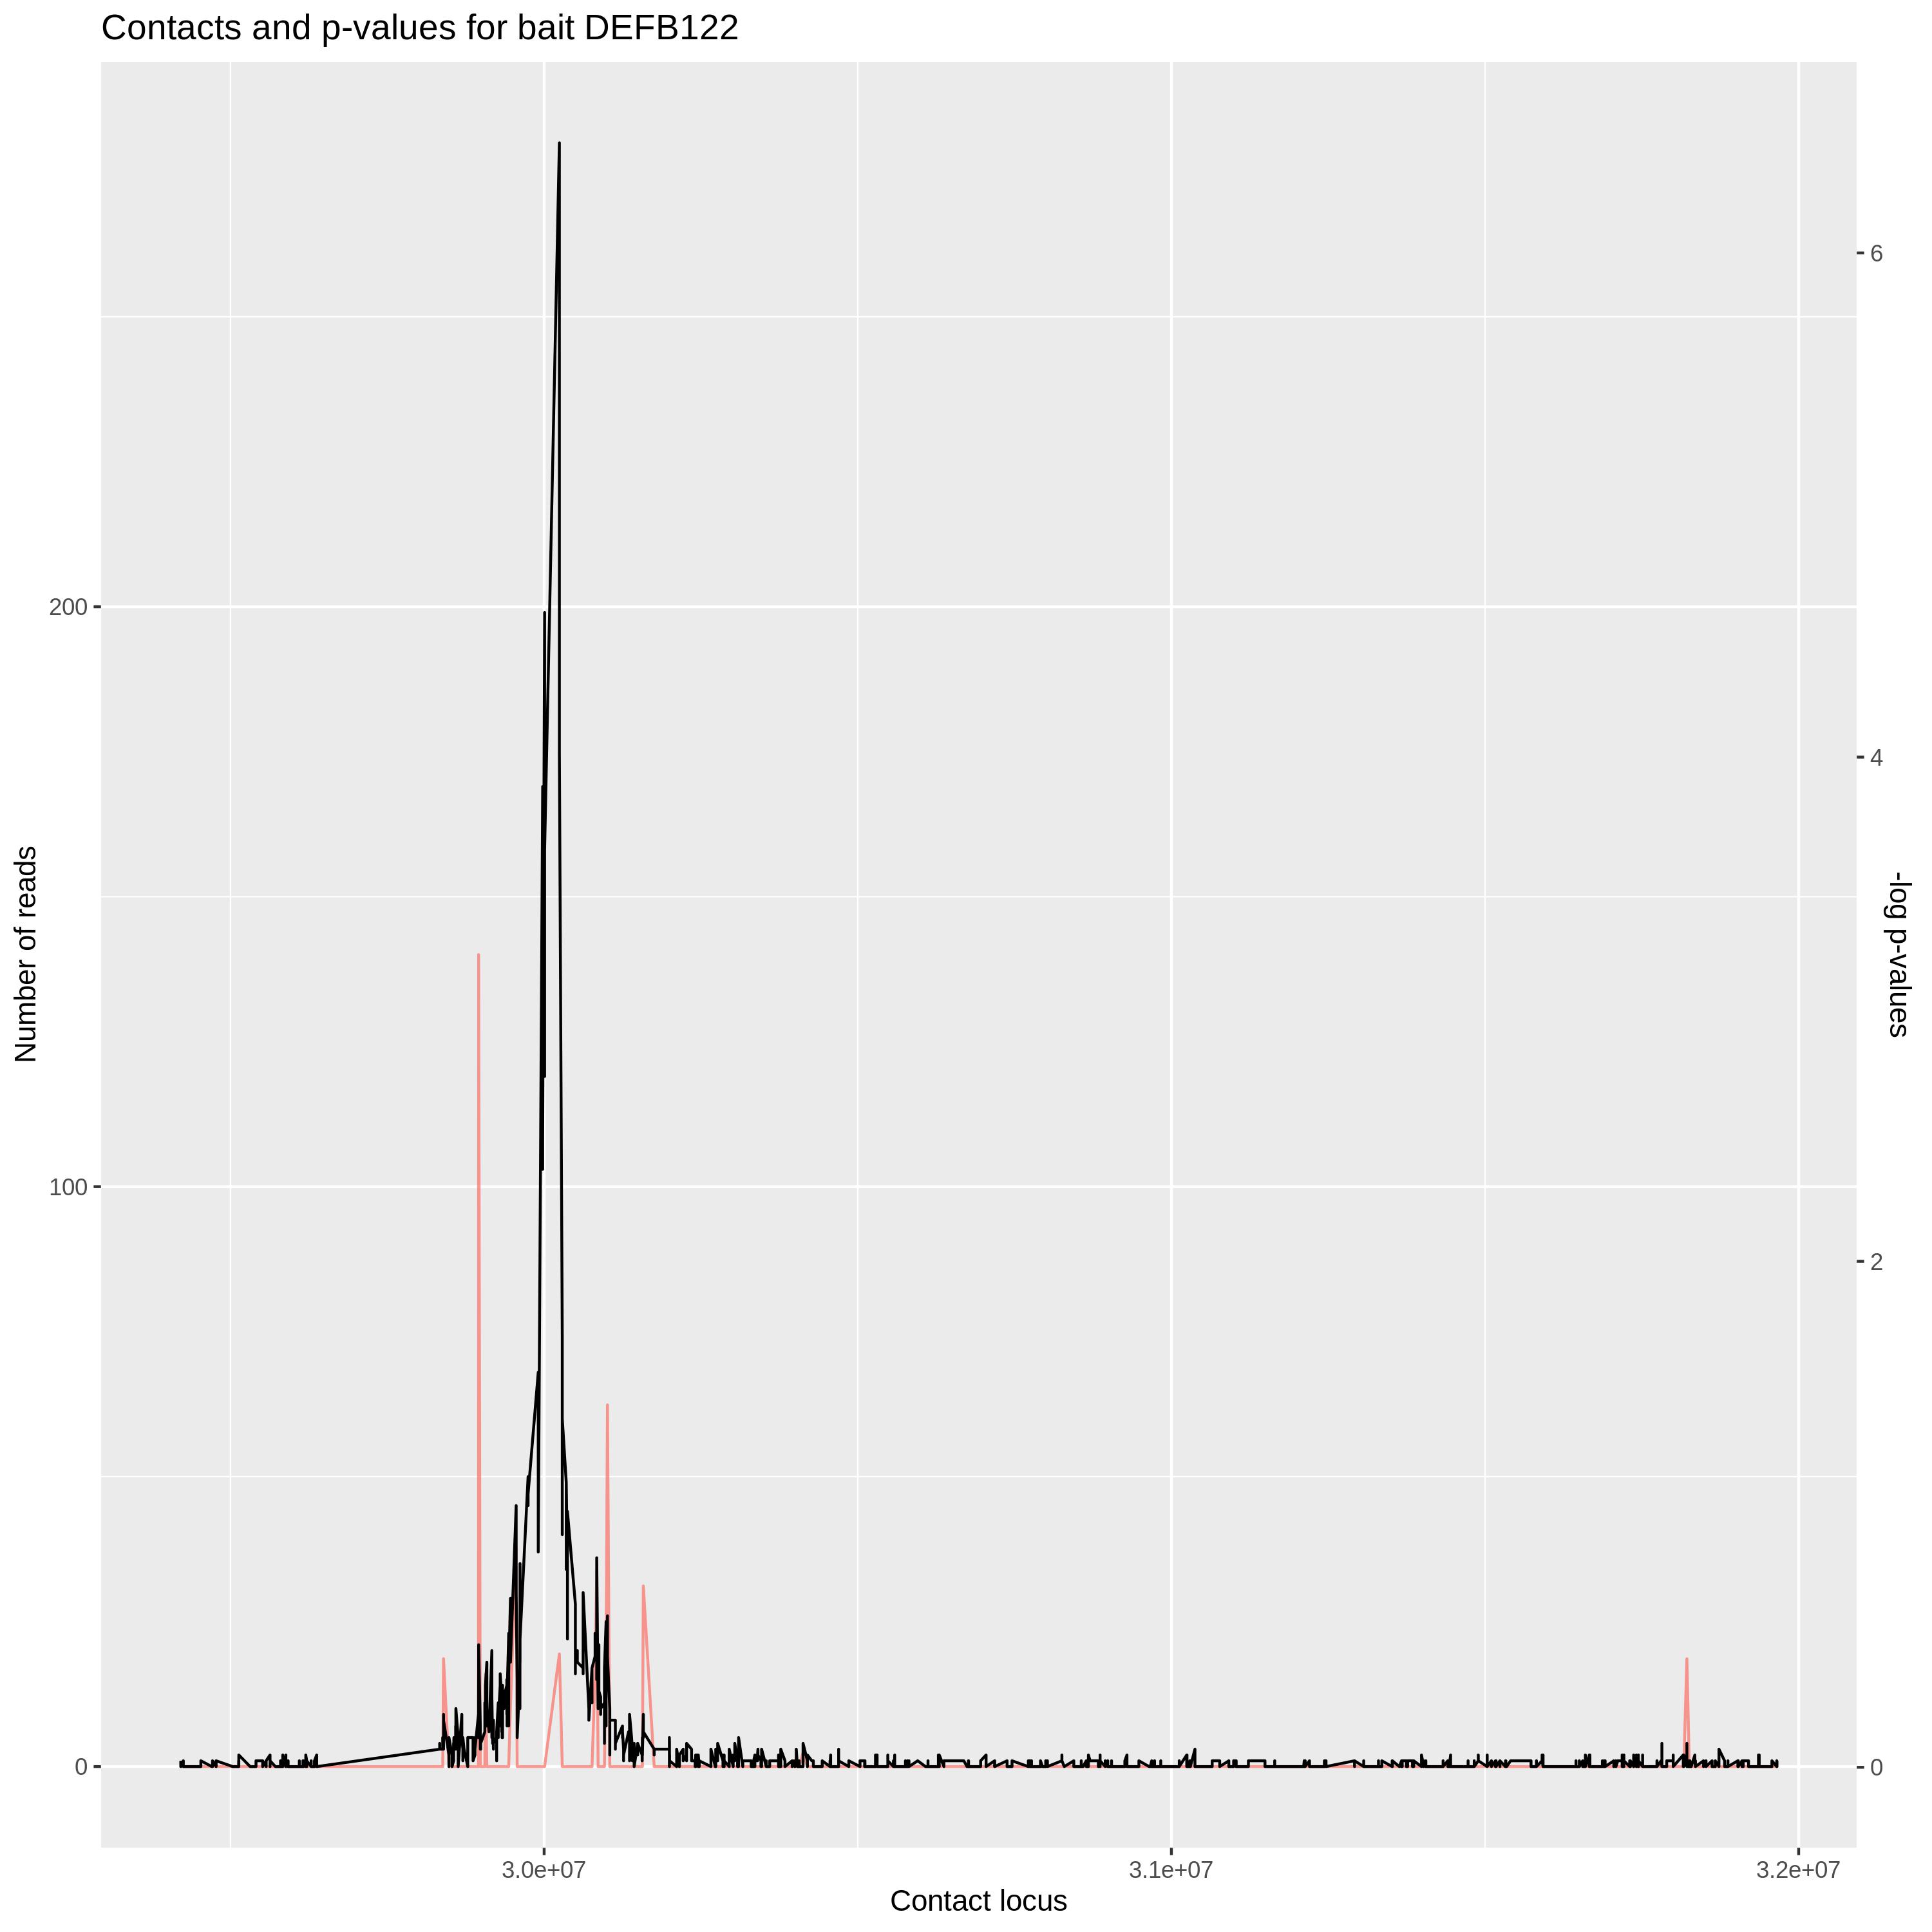 Contacts and p-values for bait DEFB122
Number of reads
200
100
0
6
4
2
0
-log p-values
3.0e+07
3.1e+07
3.2e+07
Contact locus